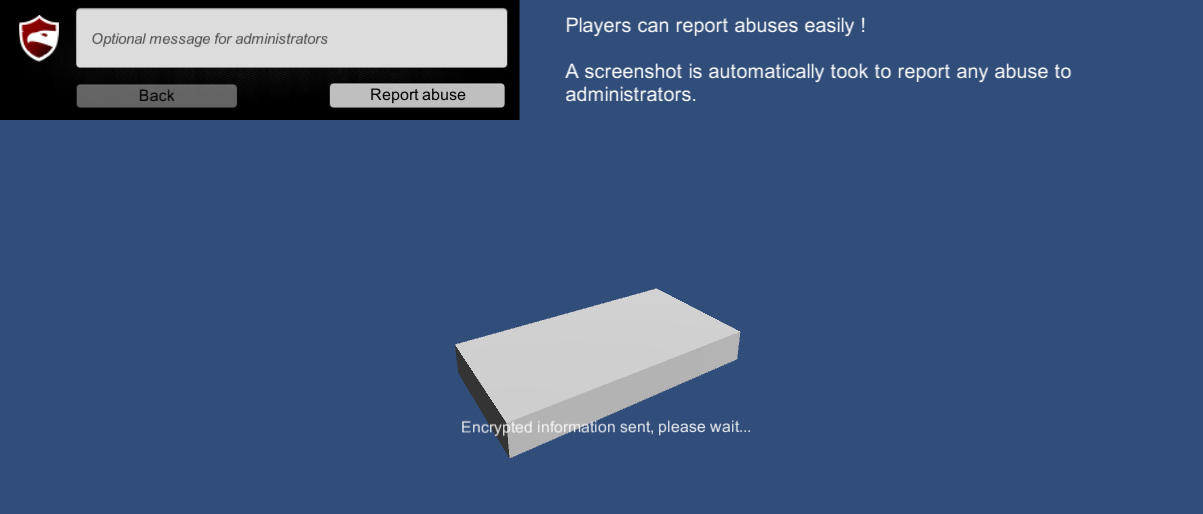 Optional message for administrators
Back
Report abuse
Players can report abuses easily !
A screenshot is automatically took to report any abuse to
administrators.
Encrypted information sent, please wait...